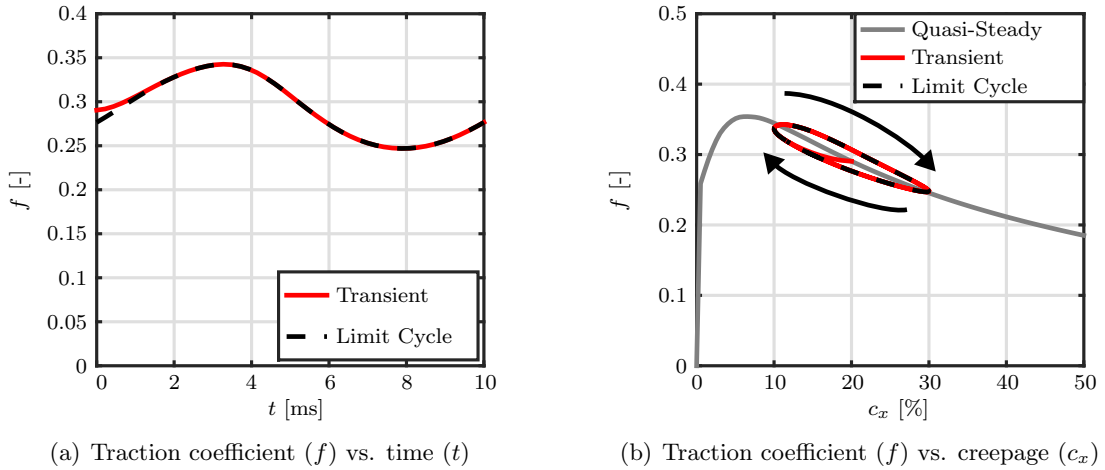 0.4
0.35
0.3
0.25
0.2
0.15
0.1
0.05
0
f [-]
0 2 4 6 8 10
t [ms]
Transient
Limit Cycle
(a) Traction coefficient (f) vs. time (t)
0.5
0.4
0.3
0.2
0.1
0
f [-]
0 10 20 30 40 50
c_x [%]
Quasi-Steady
Transient
Limit Cycle
(b) Traction coefficient (f) vs. creepage (c_x)